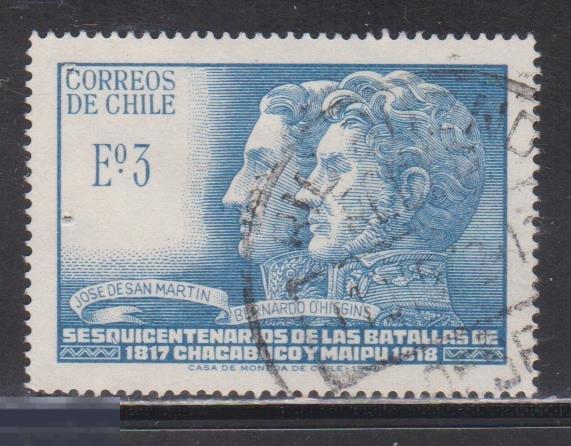 CORREOS
DE CHILE
Eº.3
JOSE DE SAN MARTIN
BERNARDO O'HIGGINS
SESQUICENTENARIOS DE LAS BATALLAS DE
1817 CHACABUCO Y MAIPU 1818
CASA DE MONEDA DE CHILE